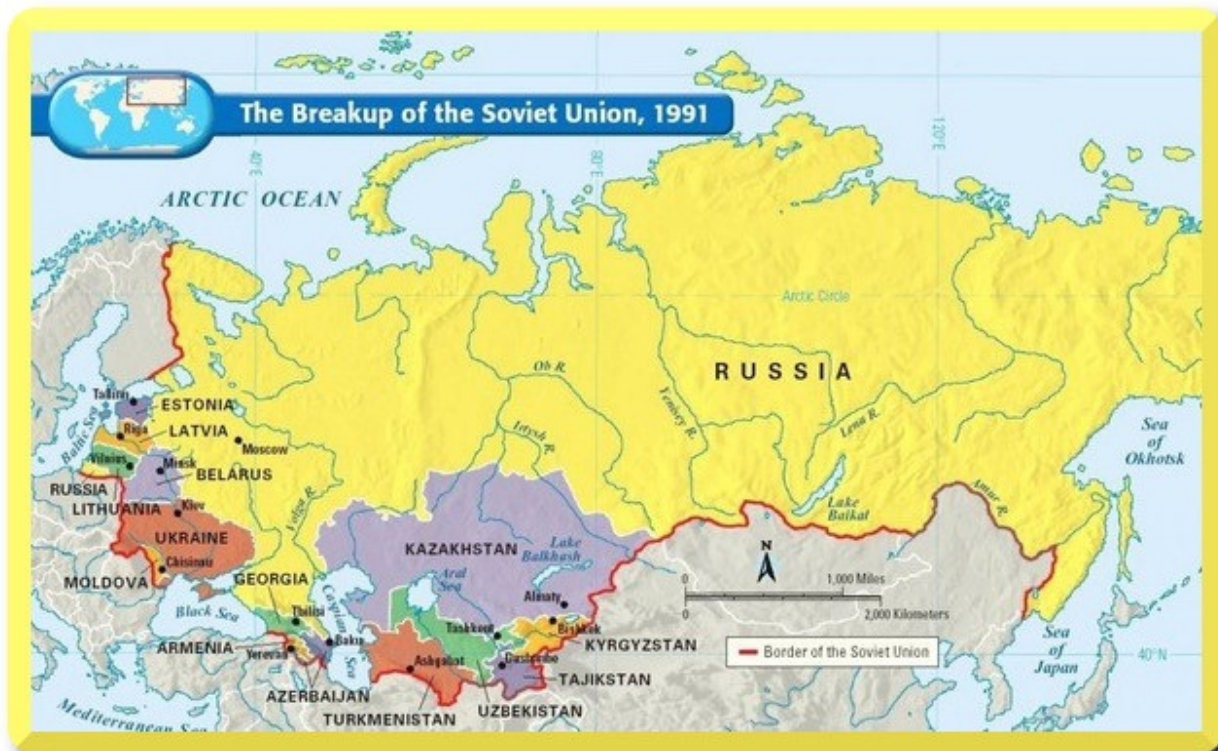 The Breakup of the Soviet Union, 1991
40°E
80°E
120°E
ARCTIC OCEAN
Arctic Circle
RUSSIA
Ob R.
Irtysh R.
Yenisey R.
Lena R.
Tallinn
ESTONIA
Baltic Sea
Riga
LATVIA
Moscow
Vilnius
Minsk
BELARUS
RUSSIA
LITHUANIA
Volga R.
Kiev
UKRAINE
Chisinau
MOLDOVA
Sea
of
Okhotsk
Amur R.
Lake
Baikal
KAZAKHSTAN
Lake
Balkhash
Aral
Sea
Almaty
GEORGIA
Black Sea
Tbilisi
Caspian
Sea
Baku
ARMENIA
Yerevan
AZERBAIJAN
Tashkent
Bishkek
KYRGYZSTAN
Ashgabat
Dushanbe
TAJIKSTAN
UZBEKISTAN
TURKMENISTAN
Mediterranean Sea
N
0
1,000 Miles
0
2,000 Kilometers
Border of the Soviet Union
Sea
of
Japan
40°N